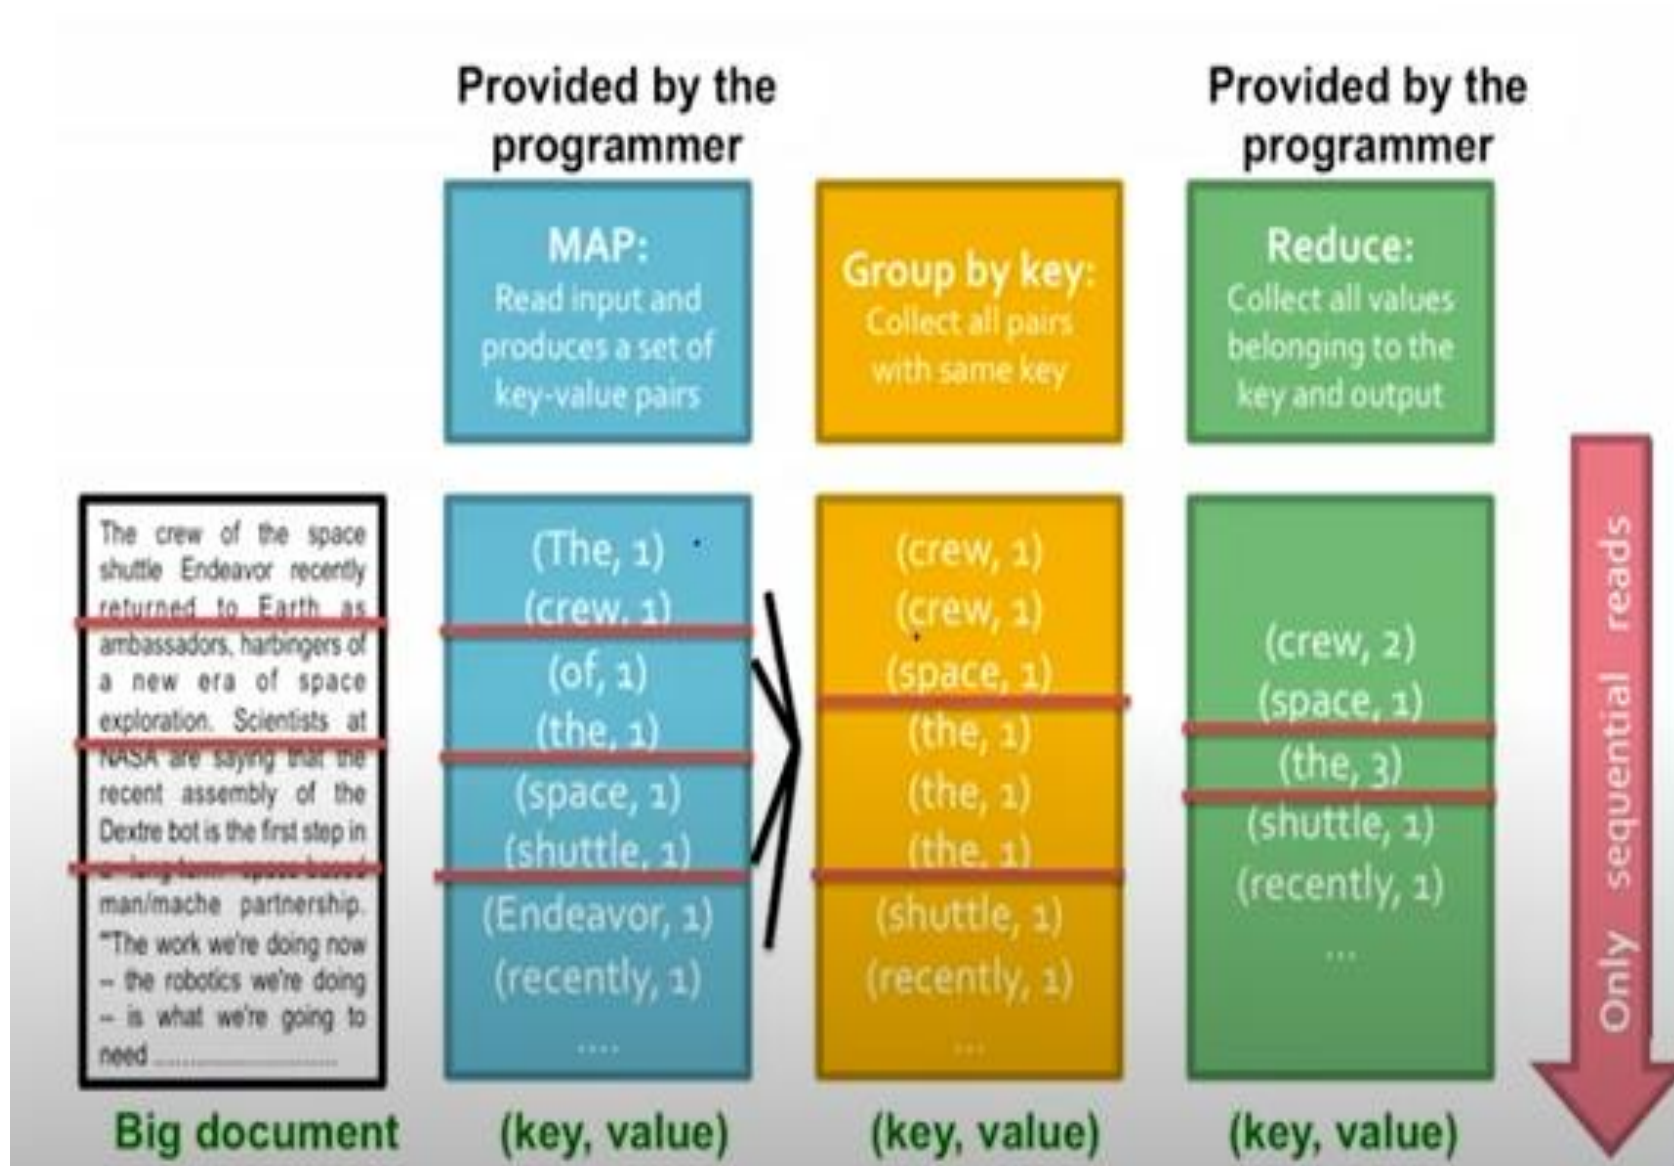 Provided by the
programmer
Provided by the
programmer
MAP:
Read input and
produces a set of
key-value pairs
Group by key:
Collect all pairs
with same key
Reduce:
Collect all values
belonging to the
key and output
The crew of the space
shuttle Endeavor recently
returned to Earth as
ambassadors, harbingers of
a new era of space
exploration. Scientists at
NASA are saying that the
recent assembly of the
Dextre bot is the first step in
a long-term space-based
man/mache partnership.
"The work we're doing now
– the robotics we're doing
– is what we're going to
need ..............................
(The, 1)
(crew, 1)
(of, 1)
(the, 1)
(space, 1)
(shuttle, 1)
(Endeavor, 1)
(recently, 1)
....
(crew, 1)
(crew, 1)
(space, 1)
(the, 1)
(the, 1)
(the, 1)
(shuttle, 1)
(recently, 1)
...
(crew, 2)
(space, 1)
(the, 3)
(shuttle, 1)
(recently, 1)
...
Only sequential reads
Big document
(key, value)
(key, value)
(key, value)